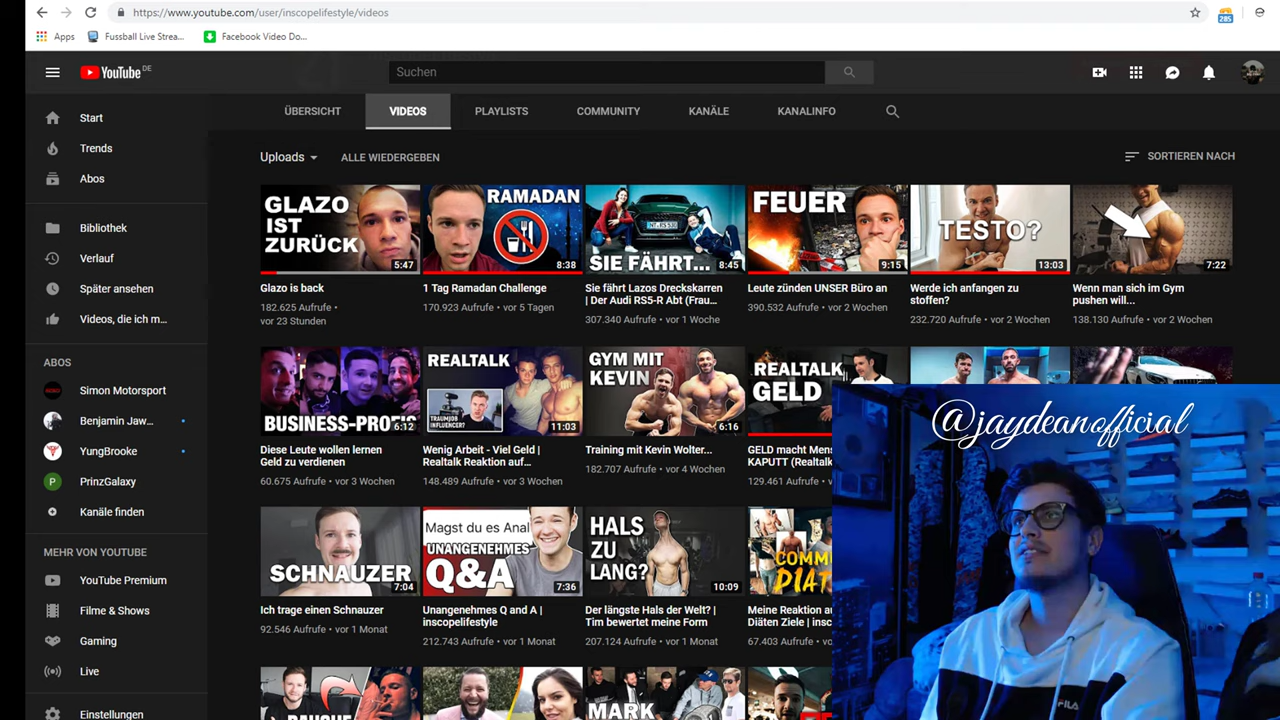 https://www.youtube.com/user/inscopelifestyle/videos
285
Apps
Fussball Live Strea...
Facebook Video Do...
YouTube DE
Suchen
ÜBERSICHT
VIDEOS
PLAYLISTS
COMMUNITY
KANÄLE
KANALINFO
Start
Trends
Abos
Bibliothek
Verlauf
Später ansehen
Videos, die ich m...
ABOS
Simon Motorsport
Benjamin Jaw...
YungBrooke
P
PrinzGalaxy
Kanäle finden
MEHR VON YOUTUBE
YouTube Premium
Filme & Shows
Gaming
Live
Einstellungen
Uploads
ALLE WIEDERGEBEN
SORTIEREN NACH
GLAZO
IST
ZURÜCK
5:47
Glazo is back
182.625 Aufrufe •
vor 23 Stunden
RAMADAN
8:38
1 Tag Ramadan Challenge
170.923 Aufrufe • vor 5 Tagen
SIE FÄHRT...
8:45
Sie fährt Lazos Dreckskarren
| Der Audi RS5-R Abt (Frau...
307.340 Aufrufe • vor 1 Woche
FEUER
9:15
Leute zünden UNSER Büro an
390.532 Aufrufe • vor 2 Wochen
TESTO?
13:03
Werde ich anfangen zu
stoffen?
232.720 Aufrufe • vor 2 Wochen
7:22
Wenn man sich im Gym
pushen will...
138.130 Aufrufe • vor 2 Wochen
BUSINESS-PROFIS
6:12
Diese Leute wollen lernen
Geld zu verdienen
60.675 Aufrufe • vor 3 Wochen
REALTALK
TRAUMJOB
INFLUENCER?
11:03
Wenig Arbeit - Viel Geld |
Realtalk Reaktion auf...
148.489 Aufrufe • vor 3 Wochen
GYM MIT
KEVIN
6:16
Training mit Kevin Wolter...
182.707 Aufrufe • vor 4 Wochen
REALTALK
GELD
GELD macht Mens
KAPUTT (Realtalk
129.461 Aufrufe
@jaydeanofficial
SCHNAUZER
7:04
Ich trage einen Schnauzer
92.546 Aufrufe • vor 1 Monat
Magst du es Anal
UNANGENEHMES
Q&A
7:36
Unangenehmes Q and A |
inscopelifestyle
212.743 Aufrufe • vor 1 Monat
HALS
ZU
LANG?
10:09
Der längste Hals der Welt? |
Tim bewertet meine Form
207.124 Aufrufe • vor 1 Monat
COMM
DIÄT
Meine Reaktion au
Diäten Ziele | insc
67.403 Aufrufe
MARK
FILA